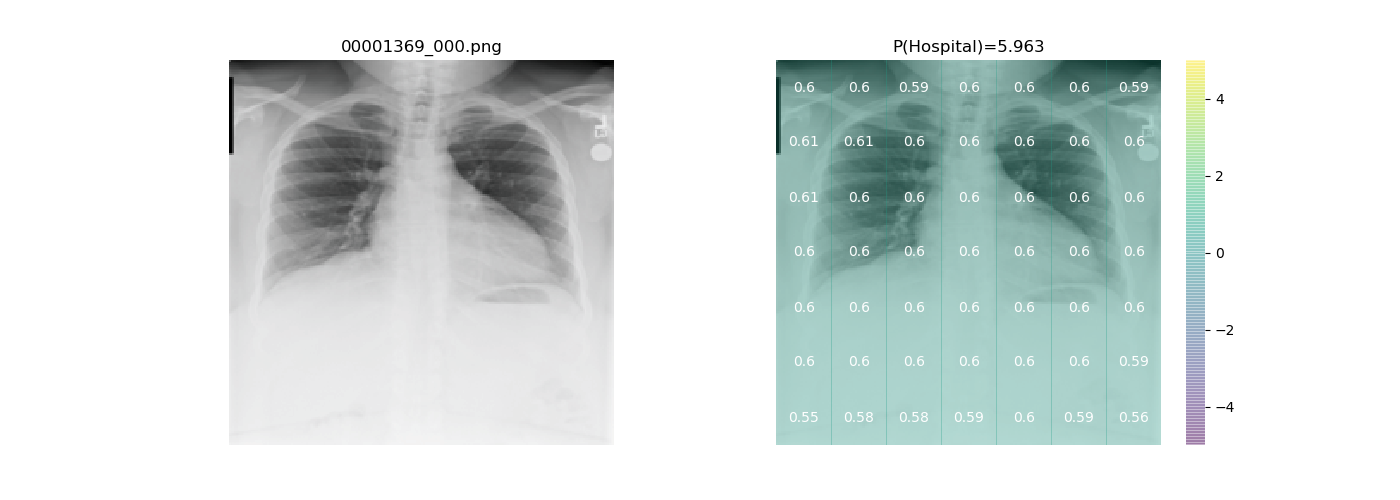 00001369_000.png
P(Hospital)=5.963
0.6 0.6 0.59 0.6 0.6 0.6 0.59
0.61 0.61 0.6 0.6 0.6 0.6 0.6
0.61 0.6 0.6 0.6 0.6 0.6 0.6
0.6 0.6 0.6 0.6 0.6 0.6 0.6
0.6 0.6 0.6 0.6 0.6 0.6 0.6
0.6 0.6 0.6 0.6 0.6 0.6 0.59
0.55 0.58 0.58 0.59 0.6 0.59 0.56
4
2
0
−2
−4